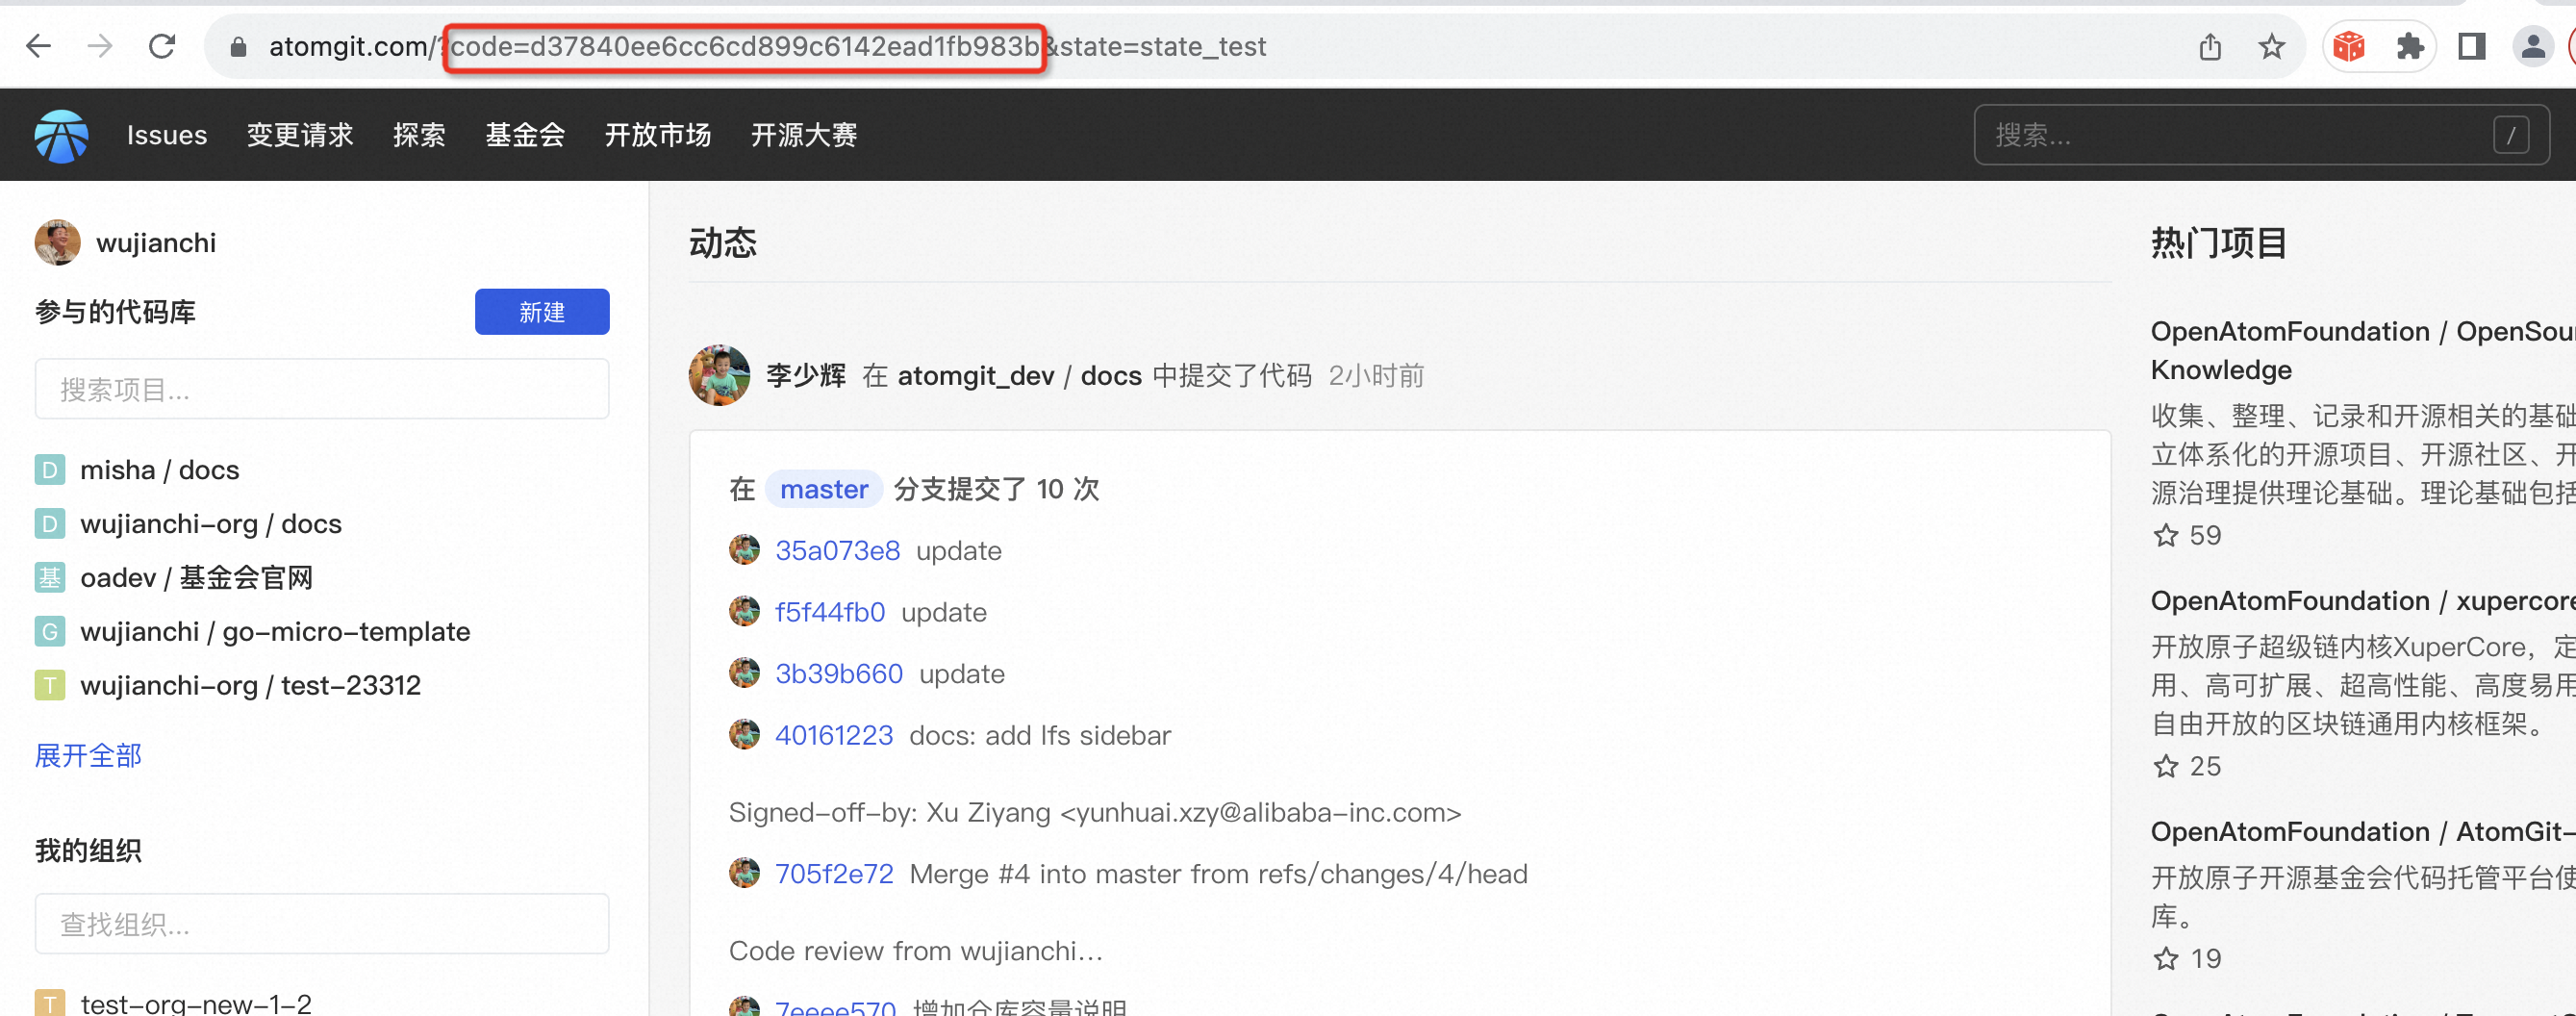 atomgit.com/?code=d37840ee6cc6cd899c6142ead1fb983b&state=state_test
Issues 变更请求 探索 基金会 开放市场 开源大赛 搜索... /
wujianchi
参与的代码库 新建
搜索项目...
D misha / docs
D wujianchi-org / docs
基 oadev / 基金会官网
G wujianchi / go-micro-template
T wujianchi-org / test-23312
展开全部
我的组织
查找组织...
T test-org-new-1-2
动态
李少辉 在 atomgit_dev / docs 中提交了代码 2小时前
在 master 分支提交了 10 次
35a073e8 update
f5f44fb0 update
3b39b660 update
40161223 docs: add lfs sidebar
Signed-off-by: Xu Ziyang <yunhuai.xzy@alibaba-inc.com>
705f2e72 Merge #4 into master from refs/changes/4/head
Code review from wujianchi...
7eeee570 增加仓库容量说明
热门项目
OpenAtomFoundation / OpenSou
Knowledge
收集、整理、记录和开源相关的基础
立体系化的开源项目、开源社区、开
源治理提供理论基础。理论基础包括
59
OpenAtomFoundation / xupercore
开放原子超级链内核XuperCore，定
用、高可扩展、超高性能、高度易用
自由开放的区块链通用内核框架。
25
OpenAtomFoundation / AtomGit-
开放原子开源基金会代码托管平台使
库。
19